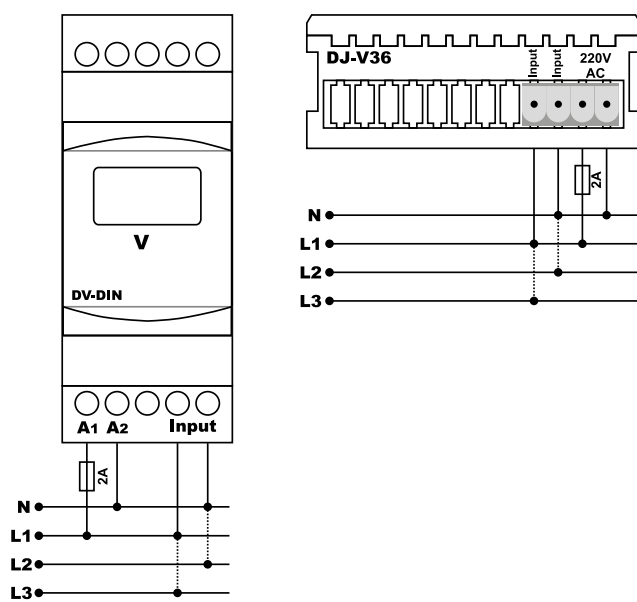 V
DV-DIN
A1 A2 Input
2A
N
L1
L2
L3
DJ-V36
Input
Input
220V
AC
2A
N
L1
L2
L3